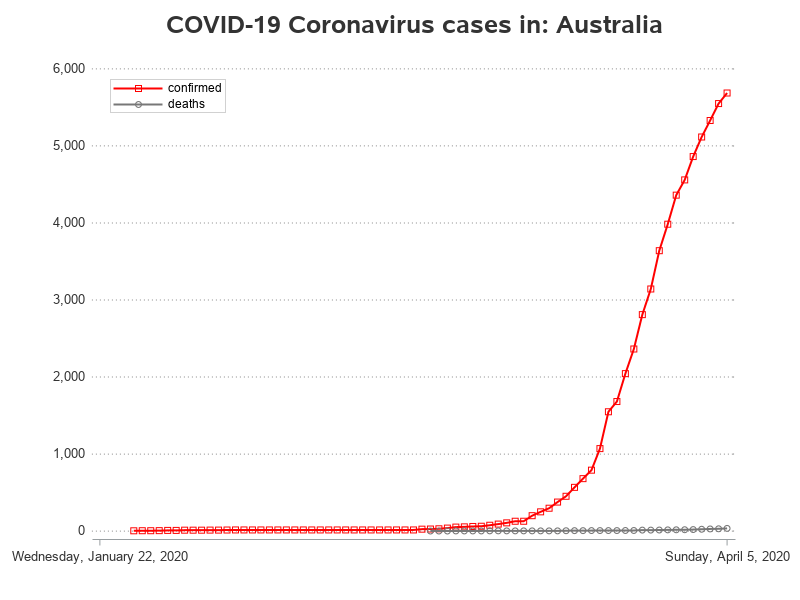 COVID-19 Coronavirus cases in: Australia
6,000
confirmed
deaths
5,000
4,000
3,000
2,000
1,000
0
Wednesday, January 22, 2020
Sunday, April 5, 2020